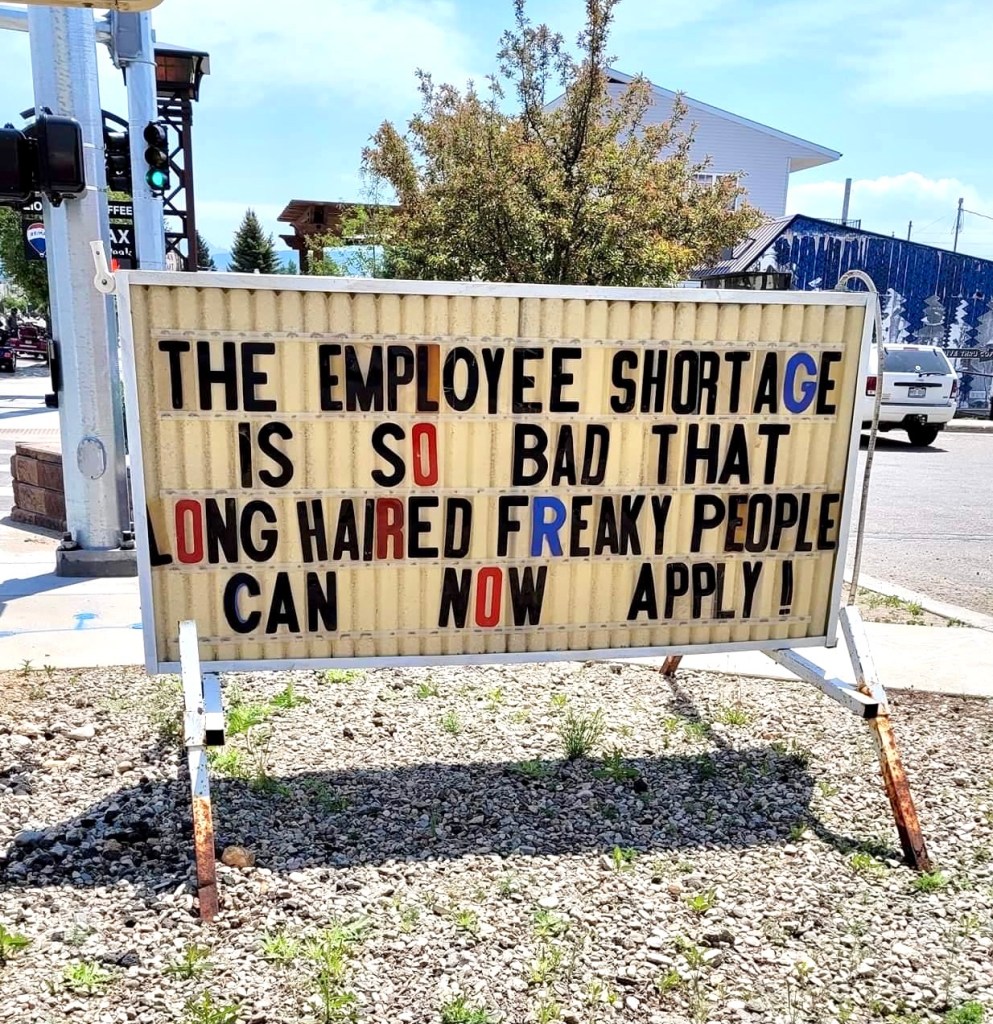 THE EMPLOYEE SHORTAGE
IS SO BAD THAT
LONG HAIRED FREAKY PEOPLE
CAN NOW APPLY !!